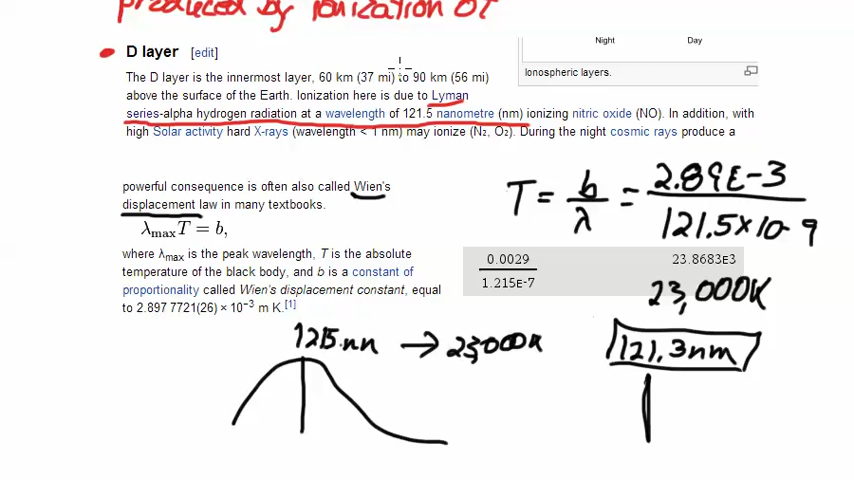 produced by ionization of
D layer [edit]
Night Day
Ionospheric layers.
The D layer is the innermost layer, 60 km (37 mi) to 90 km (56 mi)
above the surface of the Earth. Ionization here is due to Lyman
series-alpha hydrogen radiation at a wavelength of 121.5 nanometre (nm) ionizing nitric oxide (NO). In addition, with
high Solar activity hard X-rays (wavelength < 1 nm) may ionize (N₂, O₂). During the night cosmic rays produce a
powerful consequence is often also called Wien's
displacement law in many textbooks.
λmaxT = b,
where λmax is the peak wavelength, T is the absolute
temperature of the black body, and b is a constant of
proportionality called Wien's displacement constant, equal
to 2.897 7721(26) × 10⁻³ m K.[1]
T = b/λ = 2.89E-3 / 121.5×10-9
0.0029 23.8683E3
1.215E-7
23,000K
1215.nn → 23,000K
121.3nm